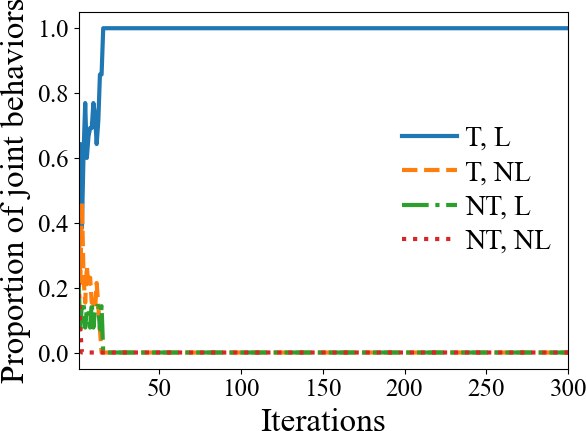 Proportion of joint behaviors
1.0
0.8
0.6
0.4
0.2
0.0
T, L
T, NL
NT, L
NT, NL
50 100 150 200 250 300
Iterations